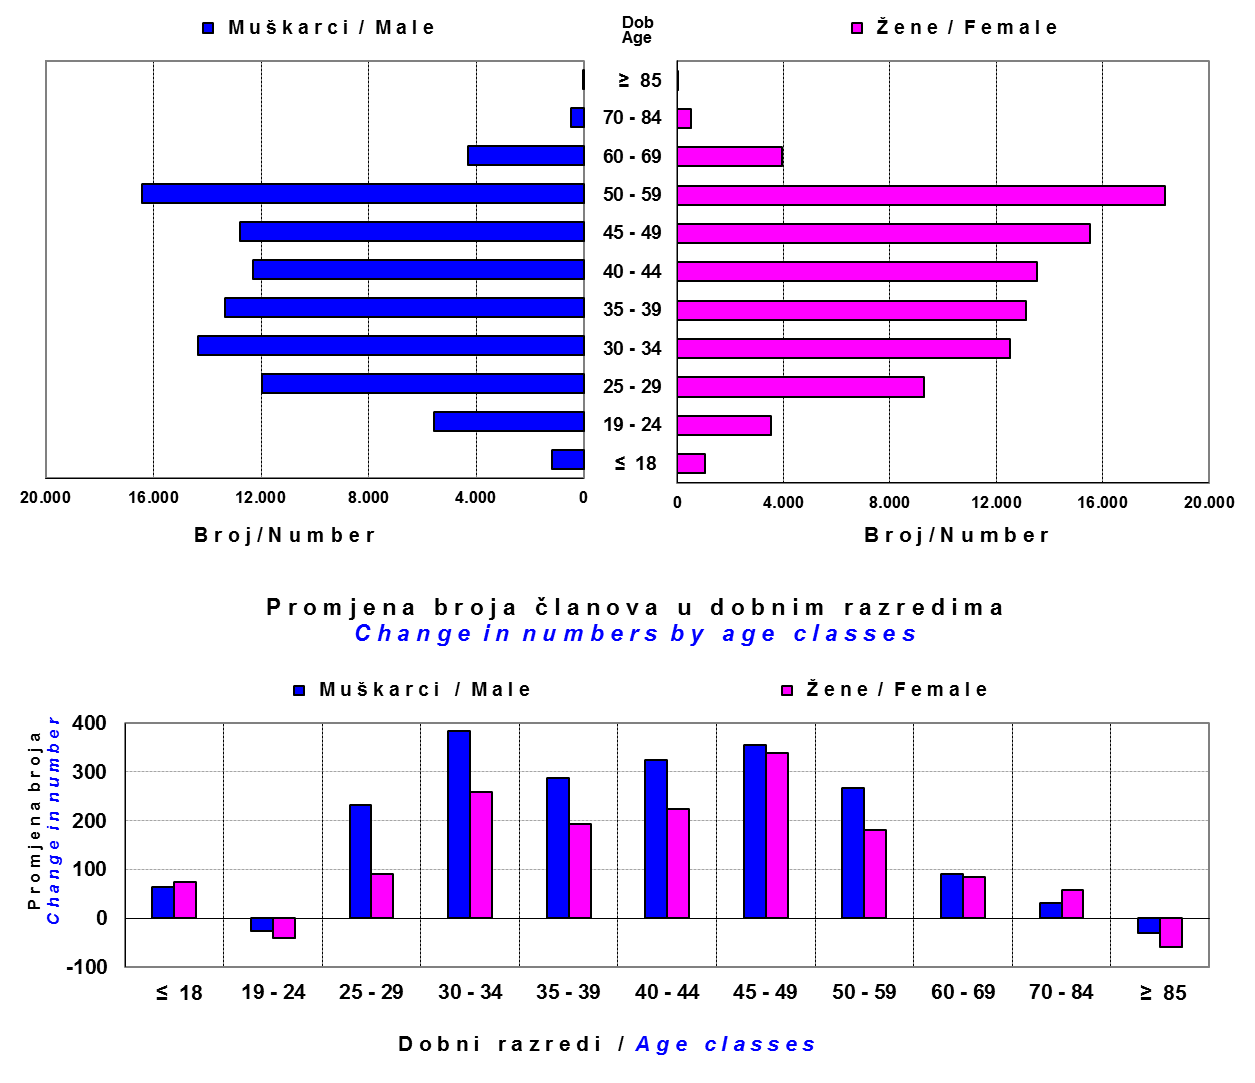 Muškarci / Male
Dob
Age
Žene / Female
≥ 85
70 - 84
60 - 69
50 - 59
45 - 49
40 - 44
35 - 39
30 - 34
25 - 29
19 - 24
≤ 18
20.000 16.000 12.000 8.000 4.000 0
0 4.000 8.000 12.000 16.000 20.000
Broj/Number
Broj/Number
Promjena broja članova u dobnim razredima
Change in numbers by age classes
Muškarci / Male
Žene / Female
Promjena broja
Change in number
400
300
200
100
0
-100
≤ 18 19 - 24 25 - 29 30 - 34 35 - 39 40 - 44 45 - 49 50 - 59 60 - 69 70 - 84 ≥ 85
Dobni razredi / Age classes